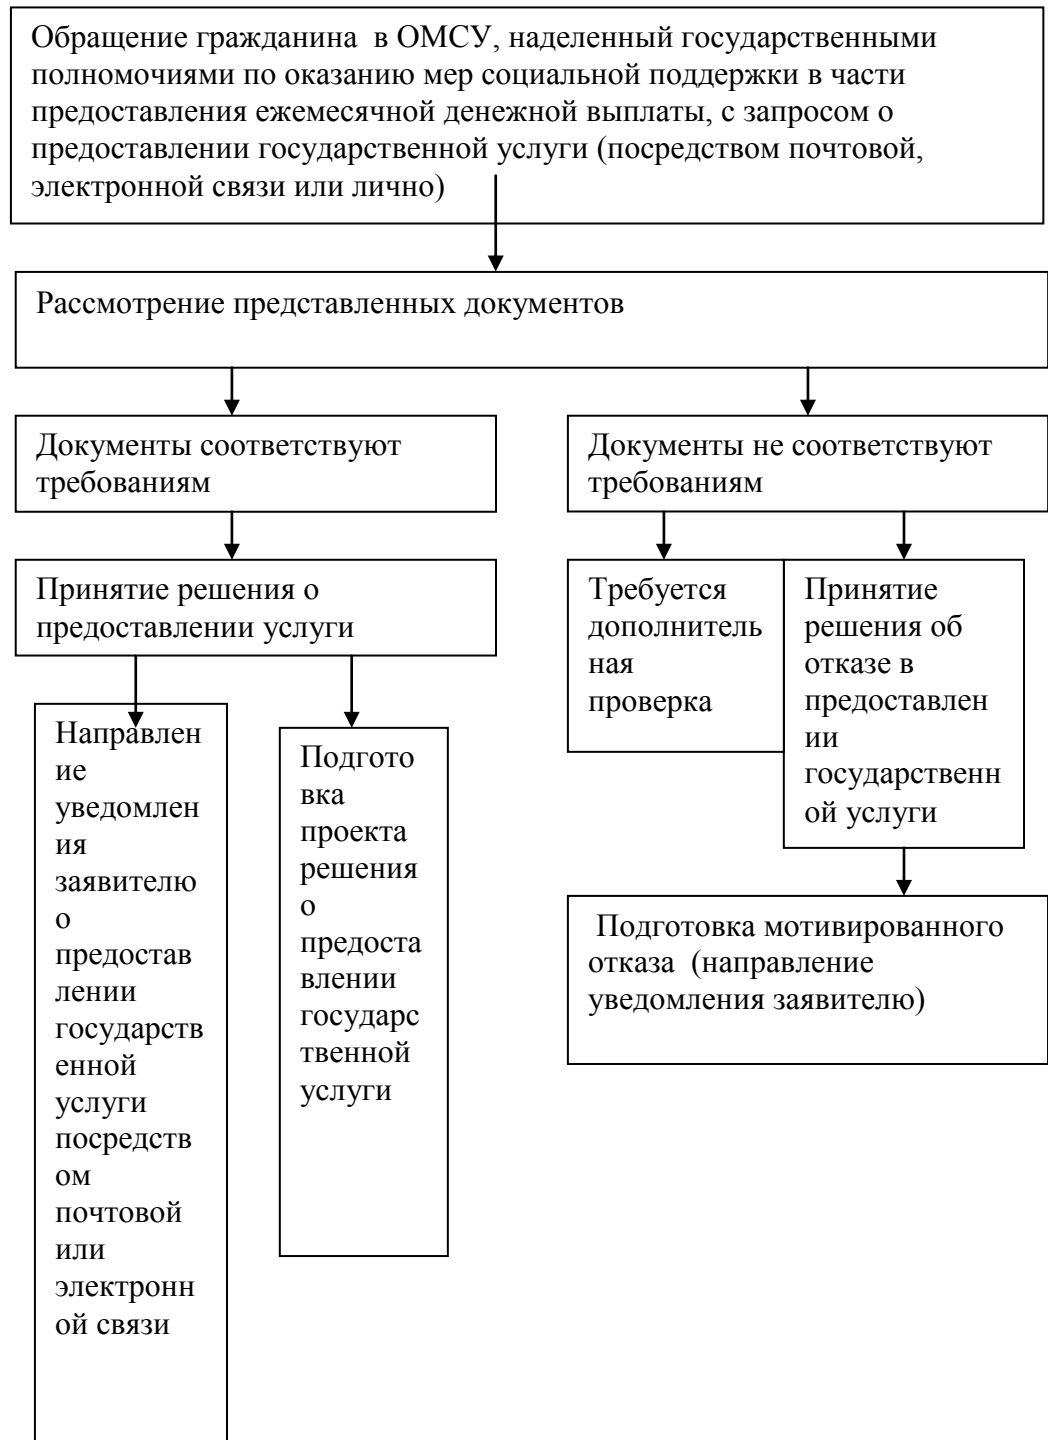 Обращение гражданина  в ОМСУ, наделенный государственными
полномочиями по оказанию мер социальной поддержки в части
предоставления ежемесячной денежной выплаты, с запросом о
предоставлении государственной услуги (посредством почтовой,
электронной связи или лично)
Рассмотрение представленных документов
Документы соответствуют
требованиям
Документы не соответствуют
требованиям
Принятие решения о
предоставлении услуги
Требуется
дополнитель
ная
проверка
Принятие
решения об
отказе в
предоставлен
ии
государственн
ой услуги
Направлен
ие
уведомлен
ия
заявителю
о
предостав
лении
государств
енной
услуги
посредств
ом
почтовой
или
электронн
ой связи
Подгото
вка
проекта
решения
о
предоста
влении
государс
твенной
услуги
Подготовка мотивированного
отказа  (направление
уведомления заявителю)